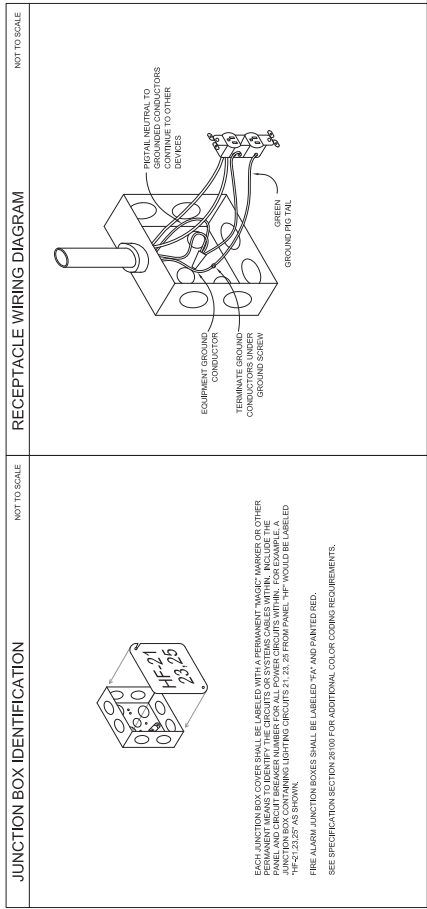 JUNCTION BOX IDENTIFICATION
NOT TO SCALE
HF-21
23,25
EACH JUNCTION BOX COVER SHALL BE LABELED WITH A PERMANENT "MAGIC" MARKER OR OTHER
PERMANENT MEANS TO IDENTIFY THE CIRCUITS OR SYSTEMS CABLES WITHIN. INCLUDE THE
PANEL AND CIRCUIT BREAKER NUMBER FOR ALL POWER CIRCUITS WITHIN. FOR EXAMPLE, A
JUNCTION BOX CONTAINING LIGHTING CIRCUITS 21, 23, 25 FROM PANEL "HF" WOULD BE LABELED
"HF-21,23,25" AS SHOWN.
FIRE ALARM JUNCTION BOXES SHALL BE LABELED "FA" AND PAINTED RED.
SEE SPECIFICATION SECTION 26100 FOR ADDITIONAL COLOR CODING REQUIREMENTS.
RECEPTACLE WIRING DIAGRAM
NOT TO SCALE
PIGTAIL NEUTRAL TO
GROUNDED CONDUCTORS
CONTINUE TO OTHER
DEVICES
EQUIPMENT GROUND
CONDUCTOR
TERMINATE GROUND
CONDUCTORS UNDER
GROUND SCREW
GREEN
GROUND PIG TAIL